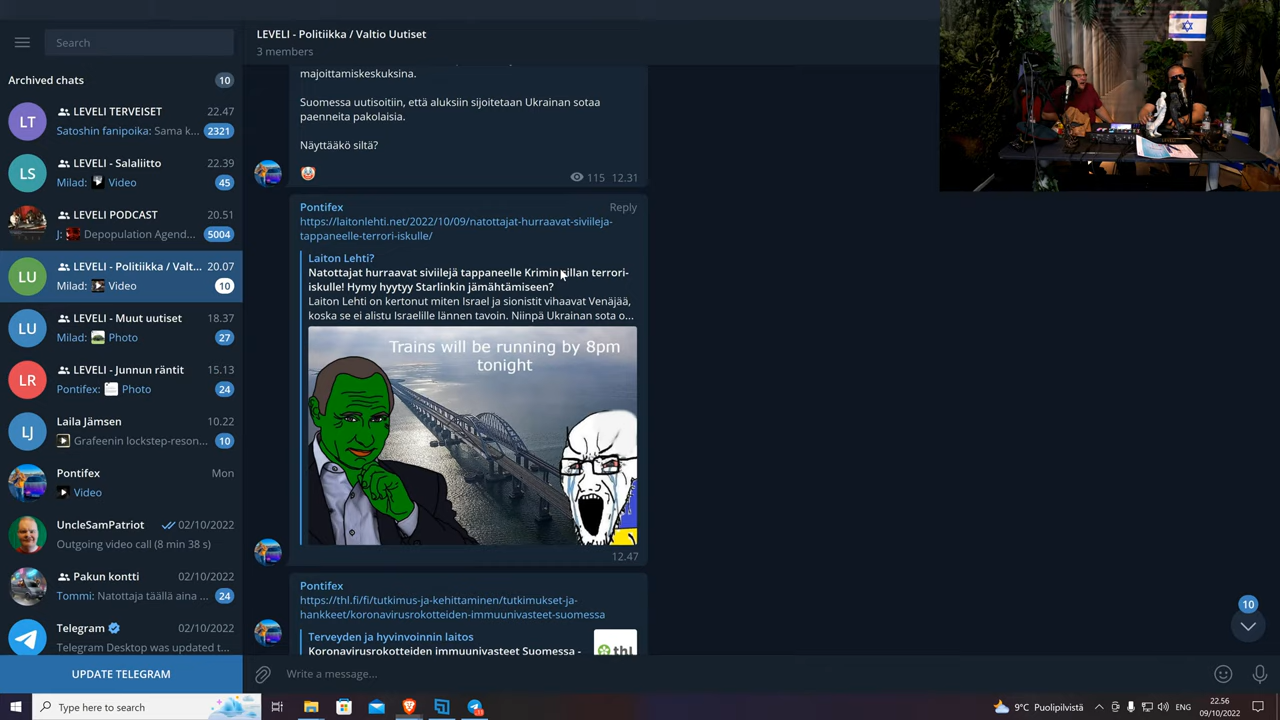 Search
Archived chats
10
LEVELI TERVEISET
22.47
Satoshin fanipoika: Sama k...
2321
LT
LEVELI - Salaliitto
22.39
Milad: Video
45
LS
LEVELI PODCAST
20.51
J: Depopulation Agend...
5004
LEVELI - Politiikka / Valt...
20.07
Milad: Video
10
LU
LEVELI - Muut uutiset
18.37
Milad: Photo
27
LU
LEVELI - Junnun räntit
15.13
Pontifex: Photo
24
LR
Laila Jämsen
10.22
Grafeenin lockstep-reson...
10
LJ
Pontifex
Mon
Video
UncleSamPatriot
02/10/2022
Outgoing video call (8 min 38 s)
Pakun kontti
02/10/2022
Tommi: Natottaja täällä aina ...
24
Telegram
02/10/2022
Telegram Desktop was updated t...
UPDATE TELEGRAM
LEVELI - Politiikka / Valtio Uutiset
3 members
majoittamiskeskuksina.
Suomessa uutisoitiin, että aluksiin sijoitetaan Ukrainan sotaa
paenneita pakolaisia.
Näyttääkö siltä?
115 12.31
Pontifex
Reply
https://laitonlehti.net/2022/10/09/natottajat-hurraavat-siviileja-
tappaneelle-terrori-iskulle/
Laiton Lehti?
Natottajat hurraavat siviilejä tappaneelle Krimin sillan terrori-
iskulle! Hymy hyytyy Starlinkin jämähtämiseen?
Laiton Lehti on kertonut miten Israel ja sionistit vihaavat Venäjää,
koska se ei alistu Israelille lännen tavoin. Niinpä Ukrainan sota o...
Trains will be running by 8pm
tonight
12.47
Pontifex
https://thl.fi/fi/tutkimus-ja-kehittaminen/tutkimukset-ja-
hankkeet/koronavirusrokotteiden-immuunivasteet-suomessa
Terveyden ja hyvinvoinnin laitos
Koronavirusrokotteiden immuunivasteet Suomessa -
thl
10
Write a message...
Type here to search
9°C Puolipilvistä
ENG
22.56
09/10/2022